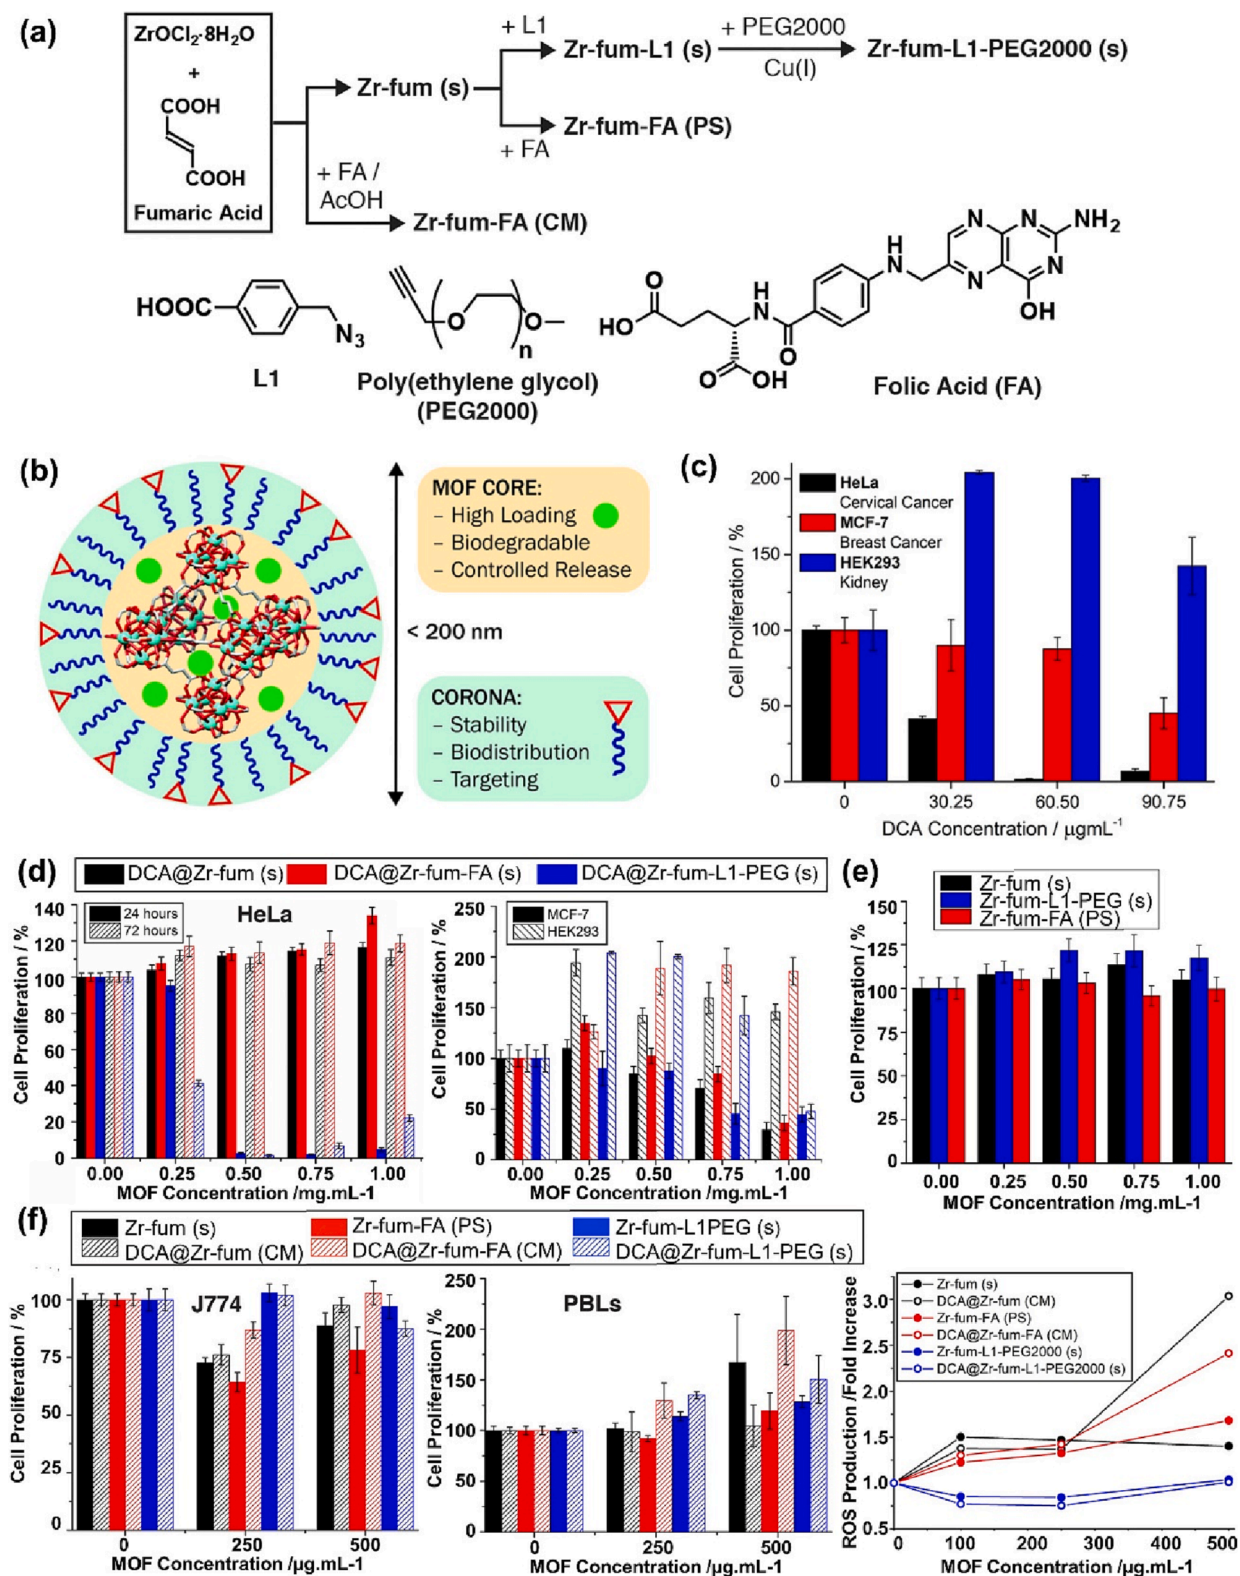 (a)
ZrOCl₂·8H₂O
+
COOH
COOH
Fumaric Acid
Zr-fum (s)
+ L1
Zr-fum-L1 (s)
+ PEG2000
Cu(I)
Zr-fum-L1-PEG2000 (s)
Zr-fum-FA (PS)
+ FA
+ FA /
AcOH
Zr-fum-FA (CM)
HOOC
N₃
L1
O
O
n
Poly(ethylene glycol)
(PEG2000)
HO
O
O
OH
H
N
O
H
N
N
N
N
N
NH₂
OH
Folic Acid (FA)
(b)
< 200 nm
MOF CORE:
– High Loading
– Biodegradable
– Controlled Release
CORONA:
– Stability
– Biodistribution
– Targeting
(c)
Cell Proliferation / %
200
150
100
50
0
HeLa
Cervical Cancer
MCF-7
Breast Cancer
HEK293
Kidney
0 30.25 60.50 90.75
DCA Concentration / µgmL⁻¹
(d)
DCA@Zr-fum (s) DCA@Zr-fum-FA (s) DCA@Zr-fum-L1-PEG (s)
Cell Proliferation / %
140
120
100
80
60
40
20
0
24 hours
72 hours
HeLa
0.00 0.25 0.50 0.75 1.00
MOF Concentration /mg.mL-1
Cell Proliferation / %
250
200
150
100
50
0
MCF-7
HEK293
0.00 0.25 0.50 0.75 1.00
MOF Concentration /mg.mL-1
(e)
Zr-fum (s)
Zr-fum-L1-PEG (s)
Zr-fum-FA (PS)
Cell Proliferation / %
150
125
100
75
50
25
0
0.00 0.25 0.50 0.75 1.00
MOF Concentration /mg.mL-1
(f)
Zr-fum (s) Zr-fum-FA (PS) Zr-fum-L1PEG (s)
DCA@Zr-fum (CM) DCA@Zr-fum-FA (CM) DCA@Zr-fum-L1-PEG (s)
Cell Proliferation / %
100
75
50
25
0
J774
0 250 500
MOF Concentration /µg.mL-1
Cell Proliferation / %
250
200
150
100
50
0
PBLs
0 250 500
MOF Concentration /µg.mL-1
ROS Production /Fold Increase
3.0
2.5
2.0
1.5
1.0
0.5
Zr-fum (s)
DCA@Zr-fum (CM)
Zr-fum-FA (PS)
DCA@Zr-fum-FA (CM)
Zr-fum-L1-PEG2000 (s)
DCA@Zr-fum-L1-PEG2000 (s)
0 100 200 300 400 500
MOF Concentration /µg.mL-1